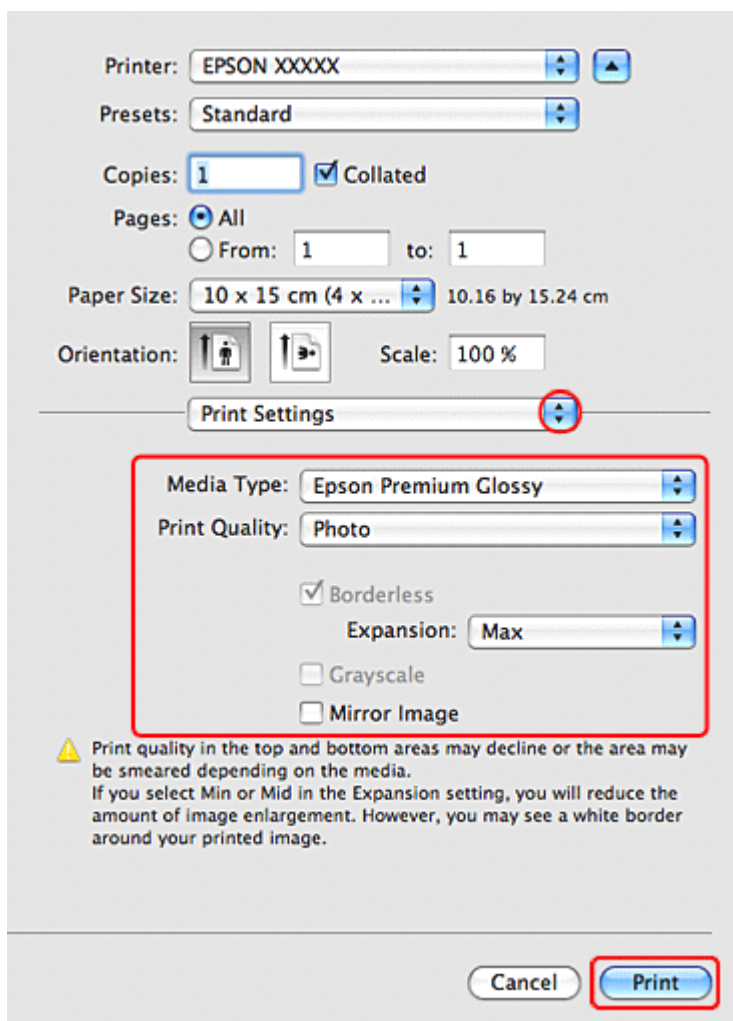 Printer: EPSON XXXXX
Presets: Standard
Copies: 1 Collated
Pages: All
From: 1 to: 1
Paper Size: 10 x 15 cm (4 x ... 10.16 by 15.24 cm
Orientation: Scale: 100 %
Print Settings
Media Type: Epson Premium Glossy
Print Quality: Photo
Borderless
Expansion: Max
Grayscale
Mirror Image
Print quality in the top and bottom areas may decline or the area may
be smeared depending on the media.
If you select Min or Mid in the Expansion setting, you will reduce the
amount of image enlargement. However, you may see a white border
around your printed image.
Cancel Print